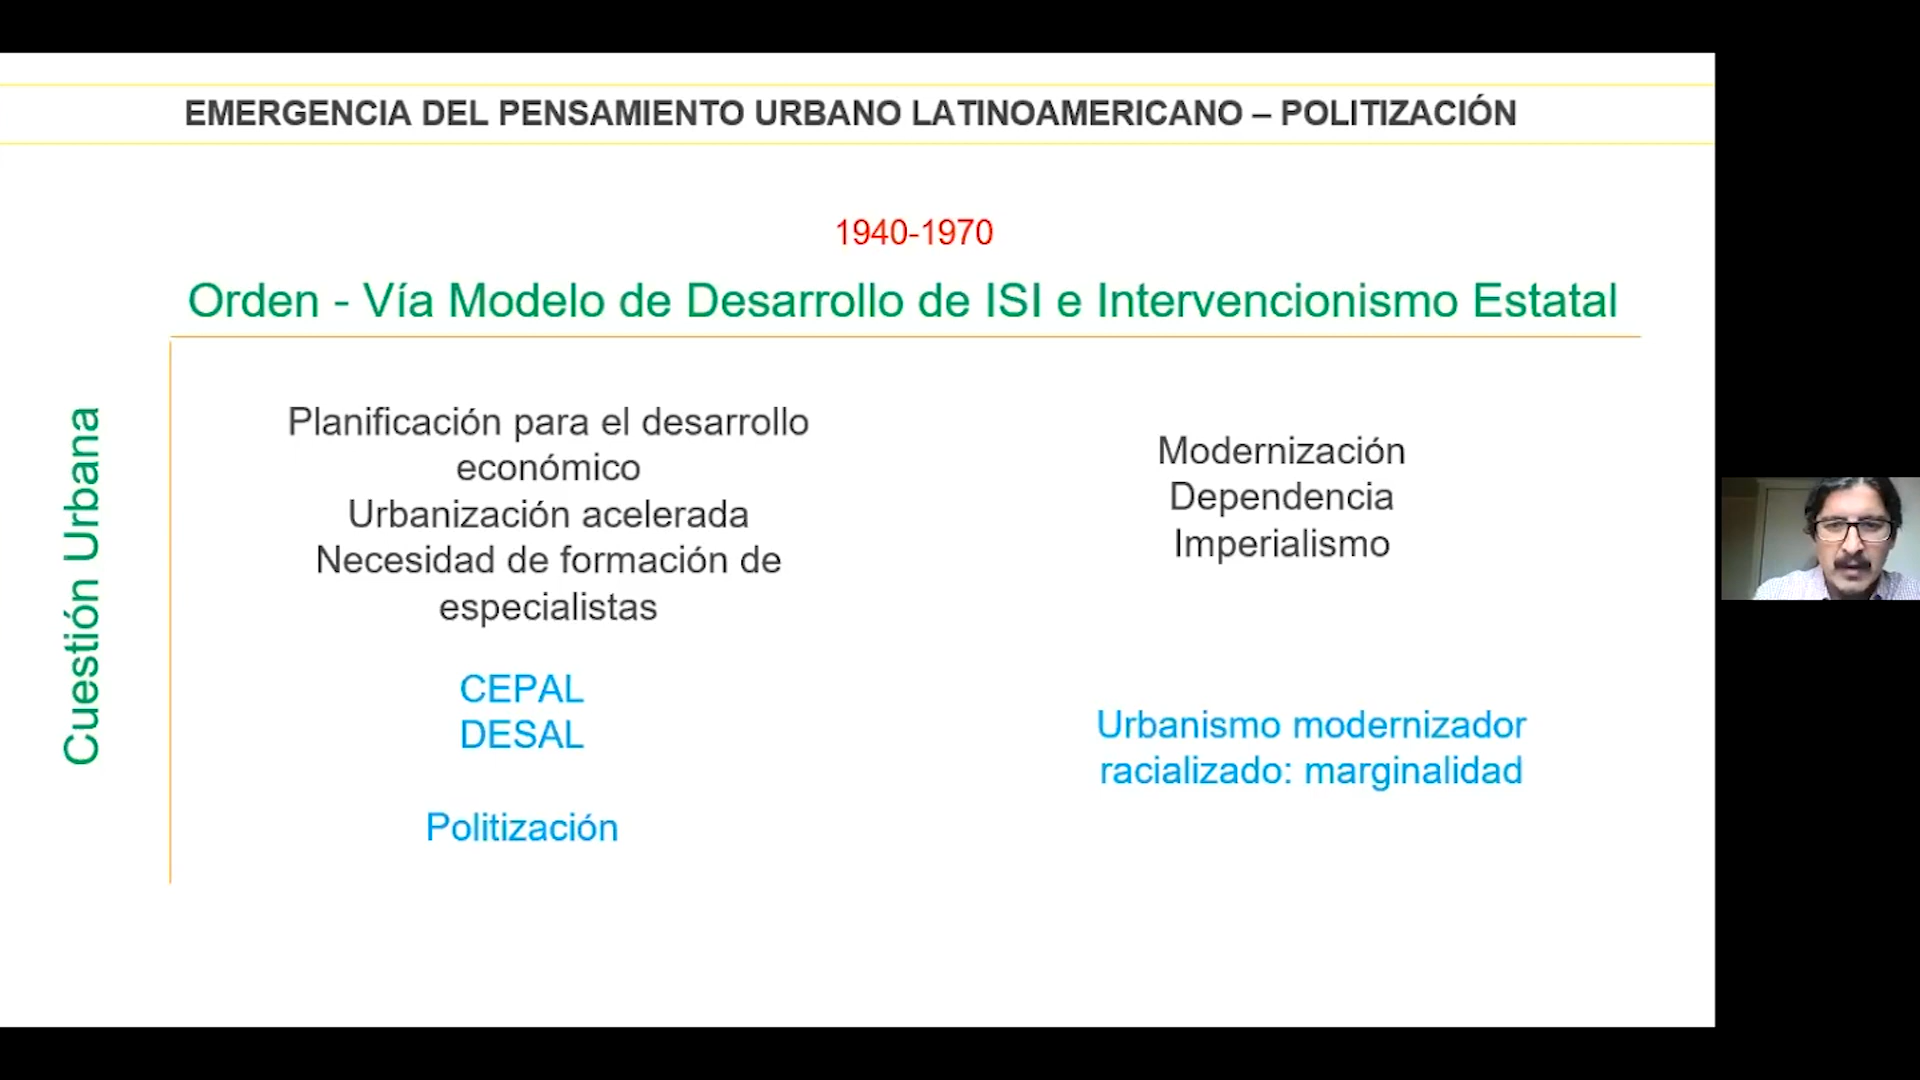 EMERGENCIA DEL PENSAMIENTO URBANO LATINOAMERICANO – POLITIZACIÓN
1940-1970
Orden - Vía Modelo de Desarrollo de ISI e Intervencionismo Estatal
Cuestión Urbana
Planificación para el desarrollo
económico
Urbanización acelerada
Necesidad de formación de
especialistas
CEPAL
DESAL
Politización
Modernización
Dependencia
Imperialismo
Urbanismo modernizador
racializado: marginalidad